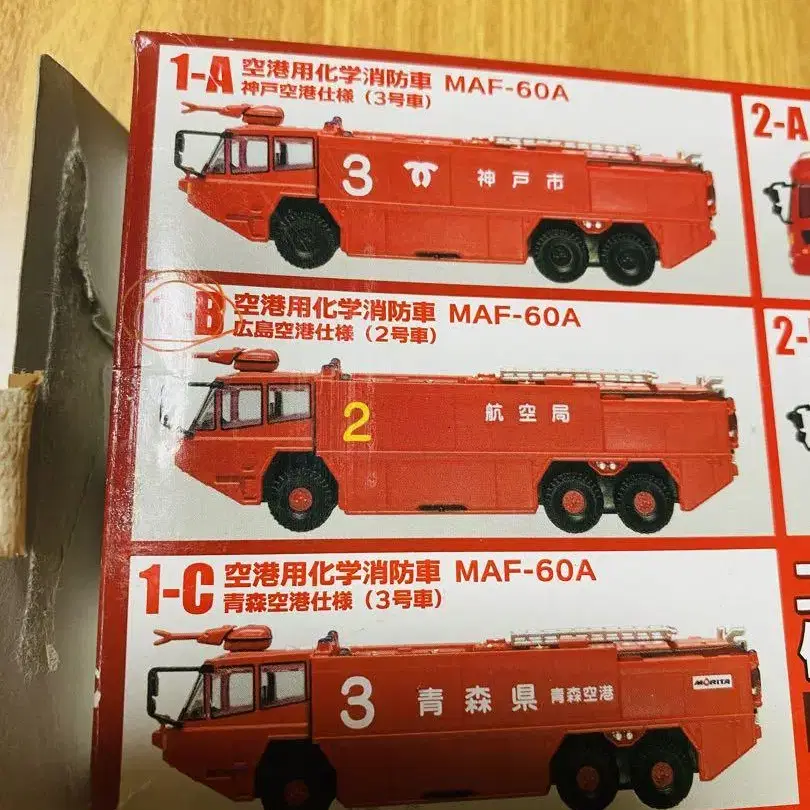 1-A 空港用化学消防車 MAF-60A
神戸空港仕様（3号車）
3 神戸市
B 空港用化学消防車 MAF-60A
広島空港仕様（2号車）
2 航空局
1-C 空港用化学消防車 MAF-60A
青森空港仕様（3号車）
3 青森県 青森空港 MORITA
2-A
2-